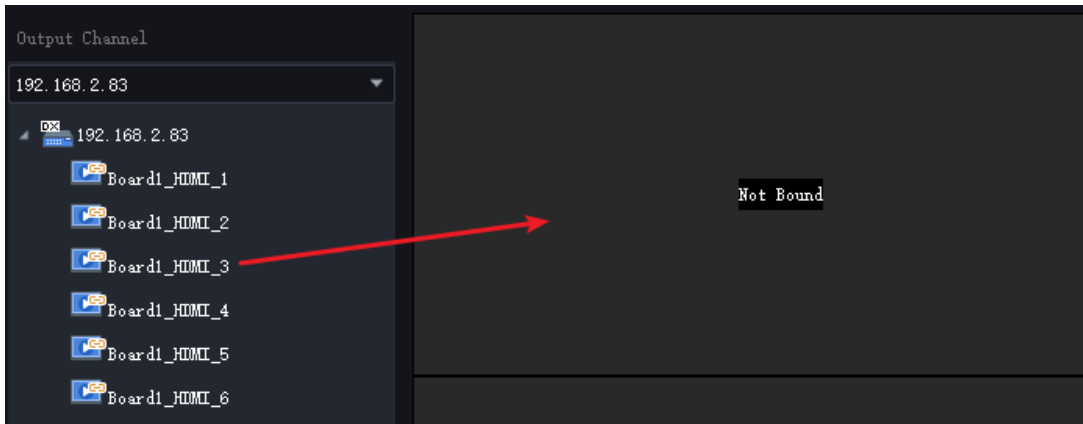 Output Channel
192.168.2.83
DX
192.168.2.83
Board1_HDMI_1
Board1_HDMI_2
Board1_HDMI_3
Board1_HDMI_4
Board1_HDMI_5
Board1_HDMI_6
Not Bound